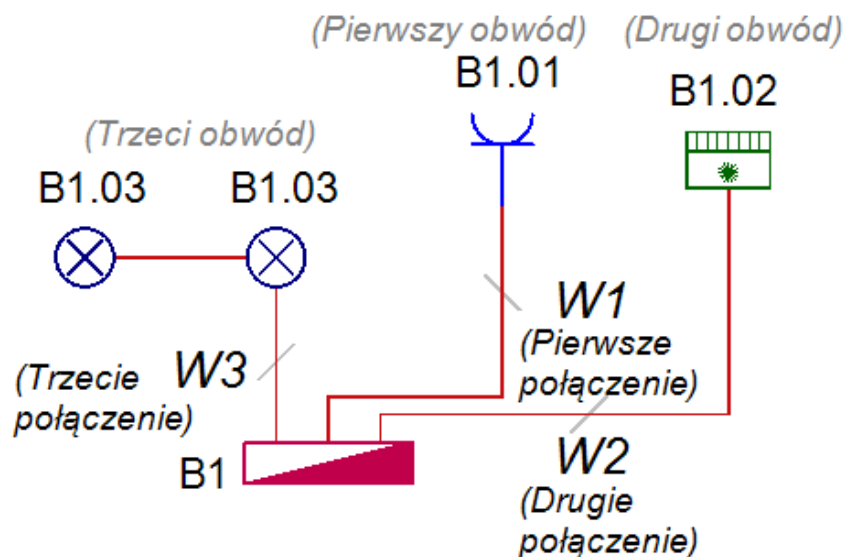 (Pierwszy obwód)
B1.01
(Drugi obwód)
B1.02
(Trzeci obwód)
B1.03
B1.03
W1
(Pierwsze
połączenie)
W3
(Trzecie
połączenie)
B1
W2
(Drugie
połączenie)